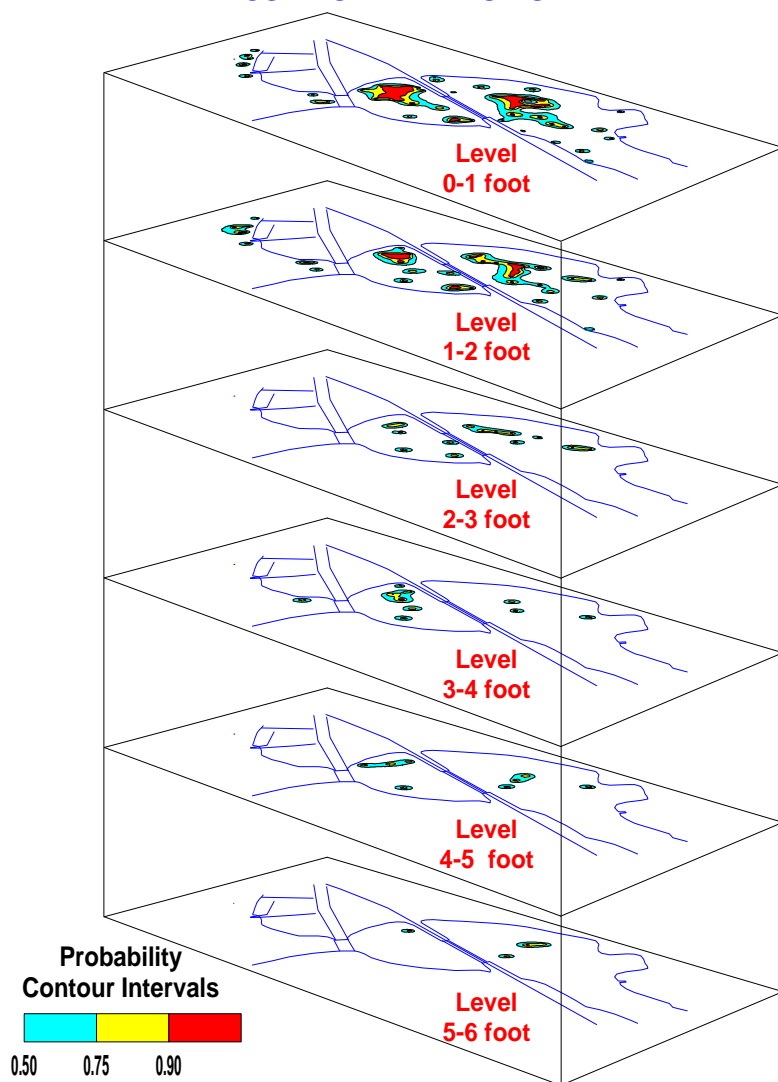 Level
0-1 foot
Level
1-2 foot
Level
2-3 foot
Level
3-4 foot
Level
4-5 foot
Level
5-6 foot
Probability
Contour Intervals
0.50 0.75 0.90